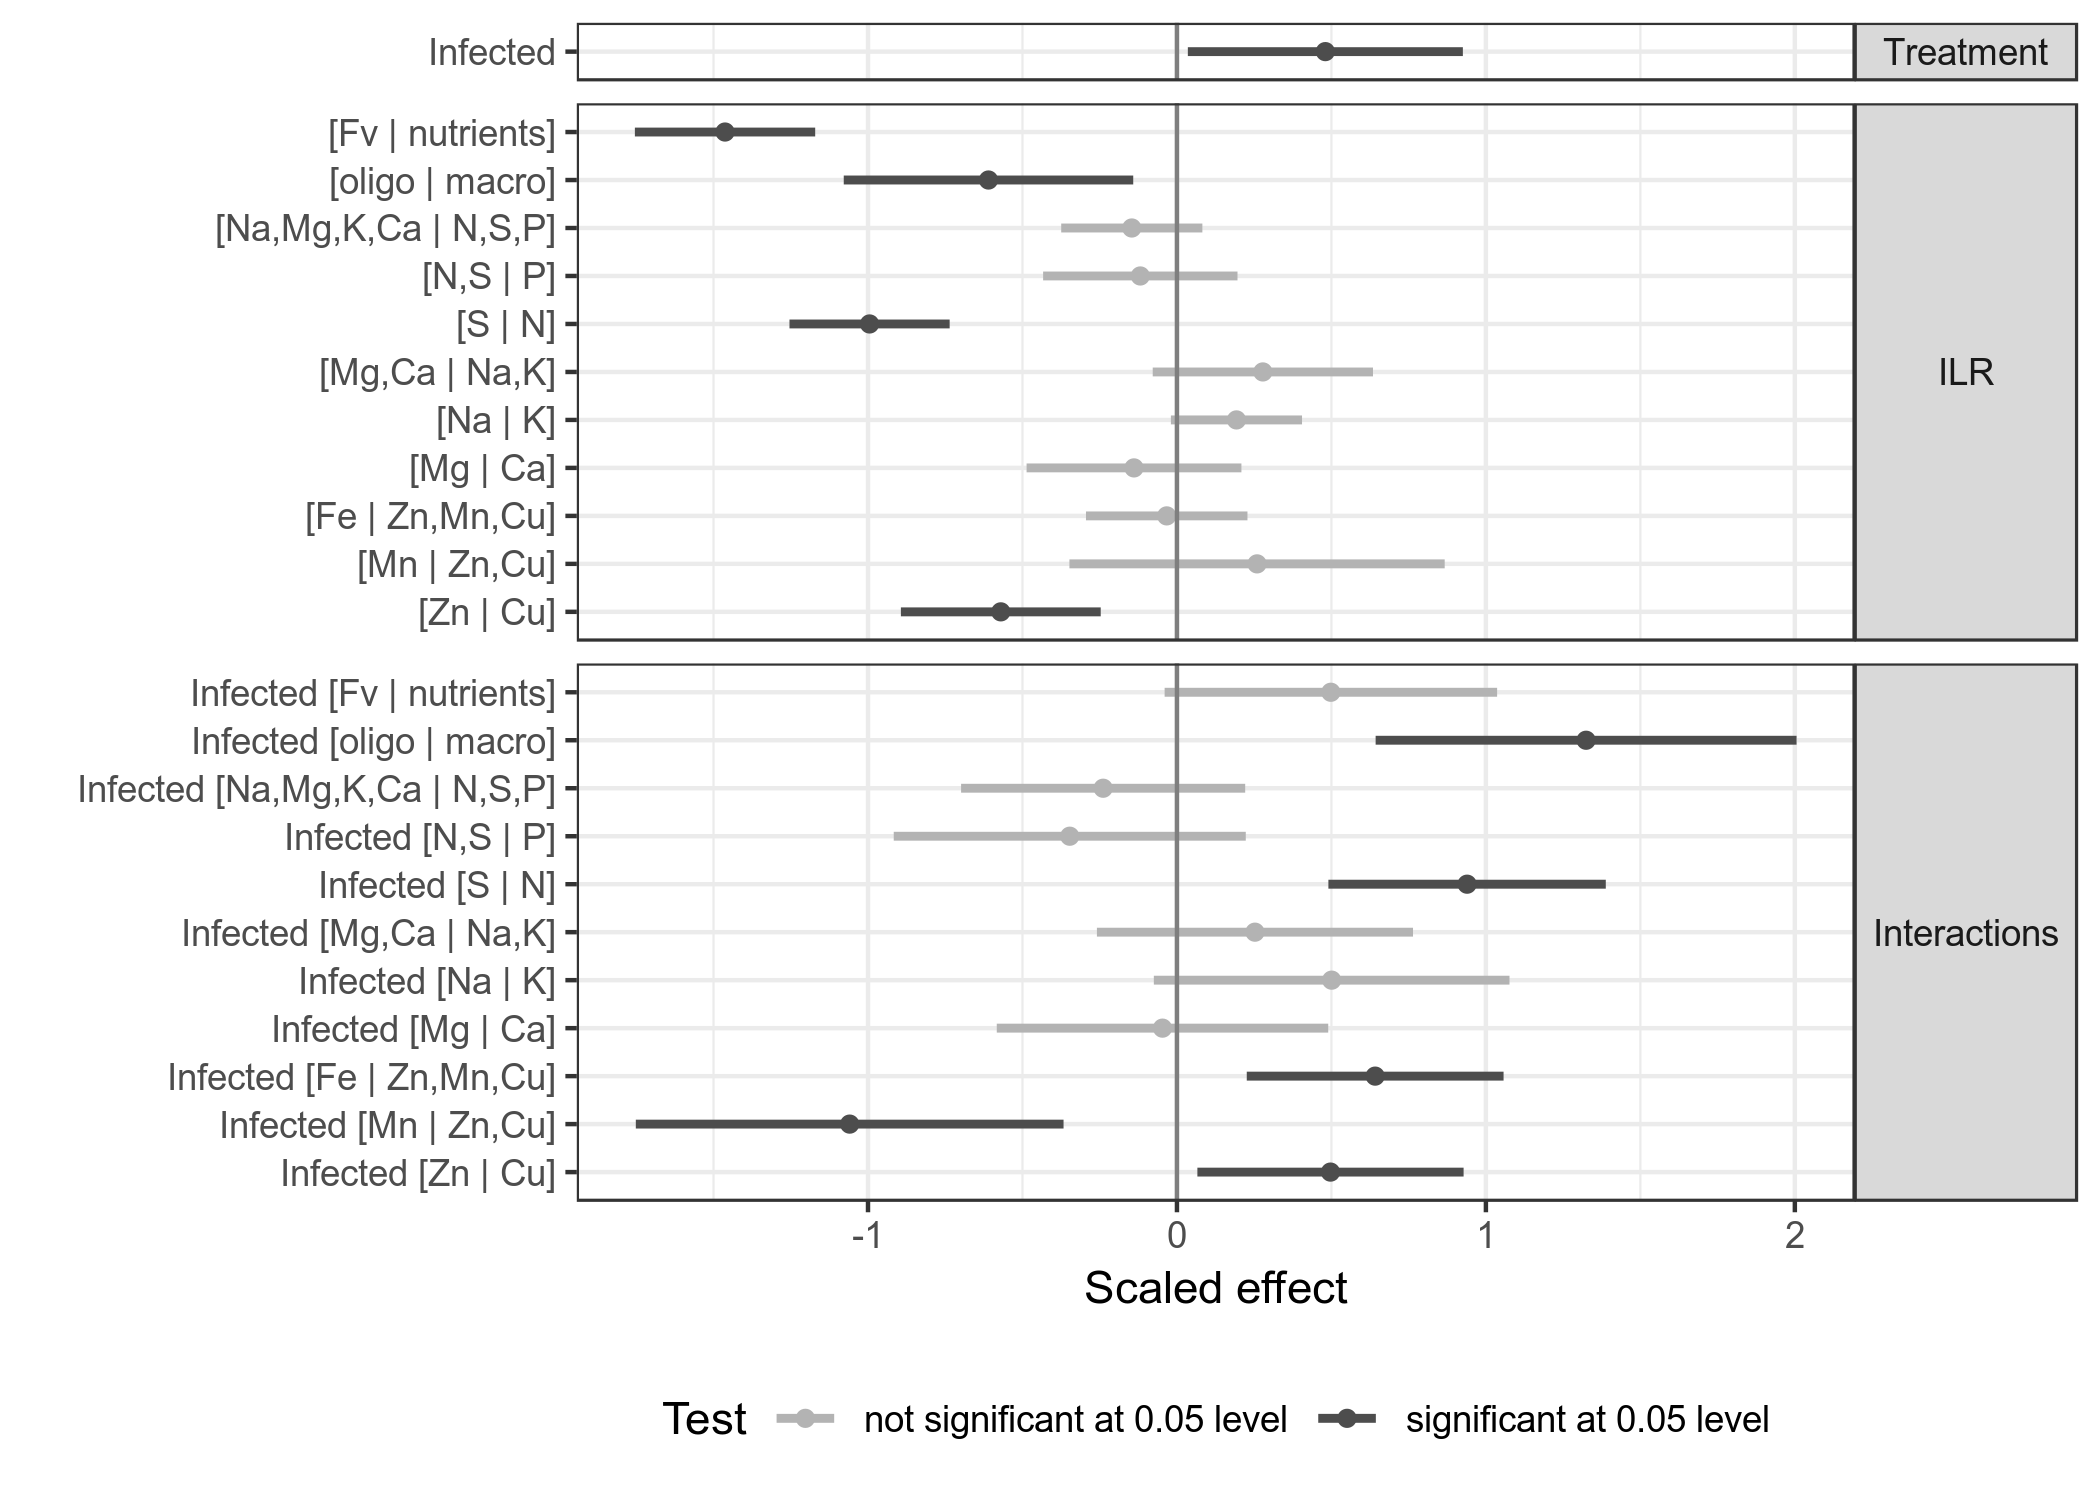 Infected
Treatment
[Fv | nutrients]
[oligo | macro]
[Na,Mg,K,Ca | N,S,P]
[N,S | P]
[S | N]
[Mg,Ca | Na,K]
[Na | K]
[Mg | Ca]
[Fe | Zn,Mn,Cu]
[Mn | Zn,Cu]
[Zn | Cu]
ILR
Infected [Fv | nutrients]
Infected [oligo | macro]
Infected [Na,Mg,K,Ca | N,S,P]
Infected [N,S | P]
Infected [S | N]
Infected [Mg,Ca | Na,K]
Infected [Na | K]
Infected [Mg | Ca]
Infected [Fe | Zn,Mn,Cu]
Infected [Mn | Zn,Cu]
Infected [Zn | Cu]
Interactions
-1 0 1 2
Scaled effect
Test not significant at 0.05 level significant at 0.05 level